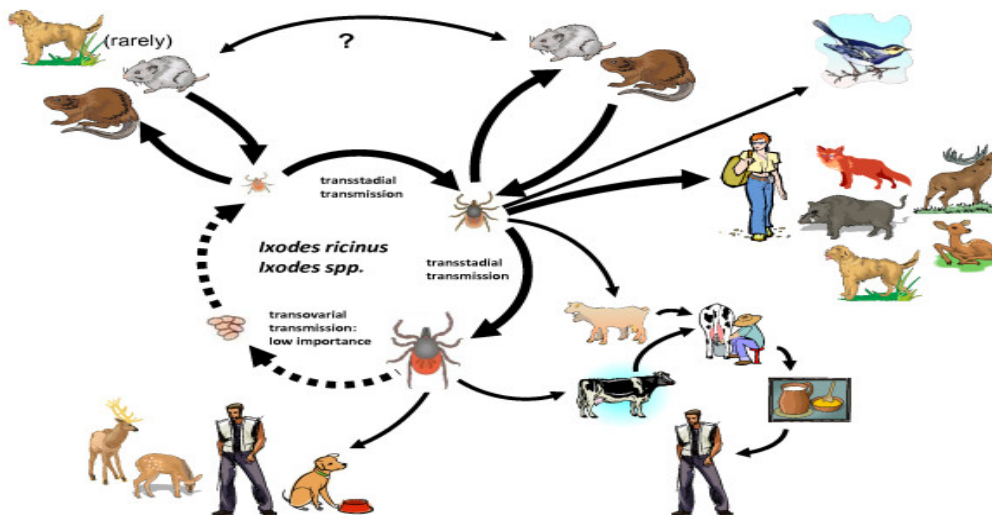 (rarely)
?
transstadial
transmission
Ixodes ricinus
Ixodes spp.
transstadial
transmission
transovarial
transmission:
low importance